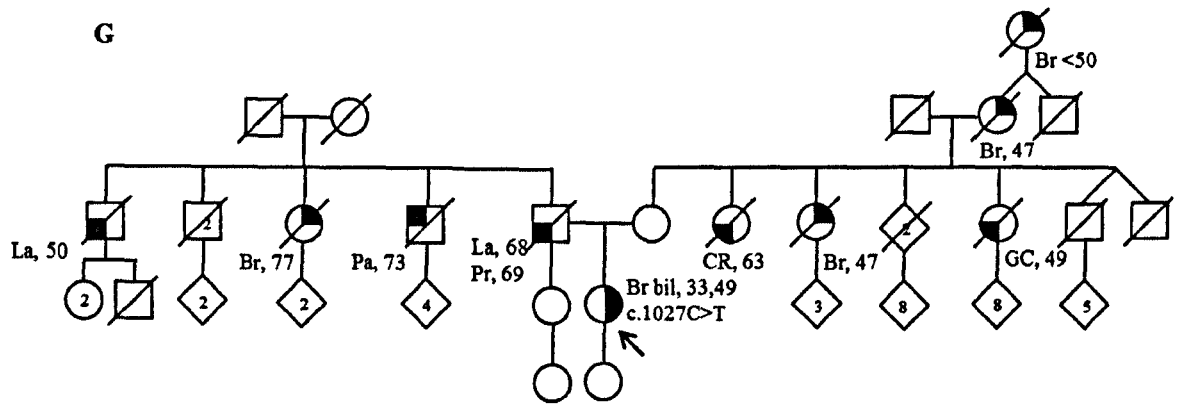 G
Br <50
Br, 47
2
2
La, 50
Br, 77
Pa, 73
La, 68
Pr, 69
CR, 63
Br, 47
GC, 49
Br bil, 33,49
c.1027C>T
2
2
2
4
3
8
8
5